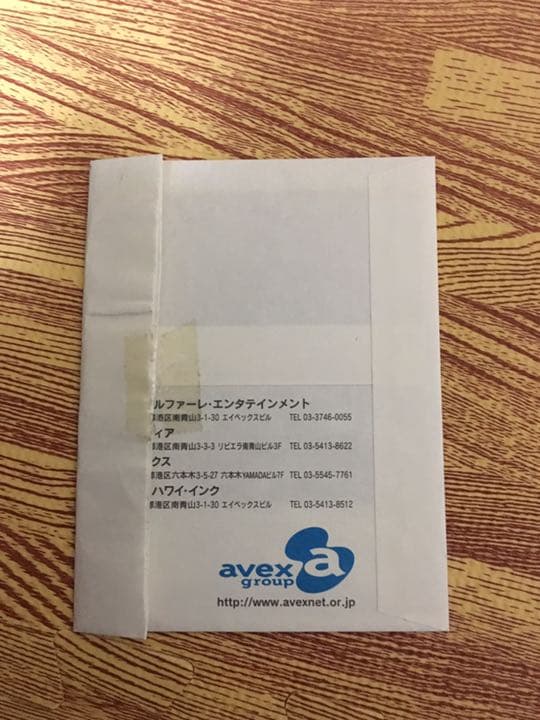 ルファーレ・エンタテインメント
港区南青山3-1-30 エイベックスビル TEL 03-3746-0055
ィア
港区南青山3-3-3 リビエラ南青山ビル3F TEL 03-5413-8622
クス
港区六本木3-5-27 六本木YAMADAビル7F TEL 03-5545-7761
ハワイ・インク
港区南青山3-1-30 エイベックスビル TEL 03-5413-8512
avex a
group
http://www.avexnet.or.jp